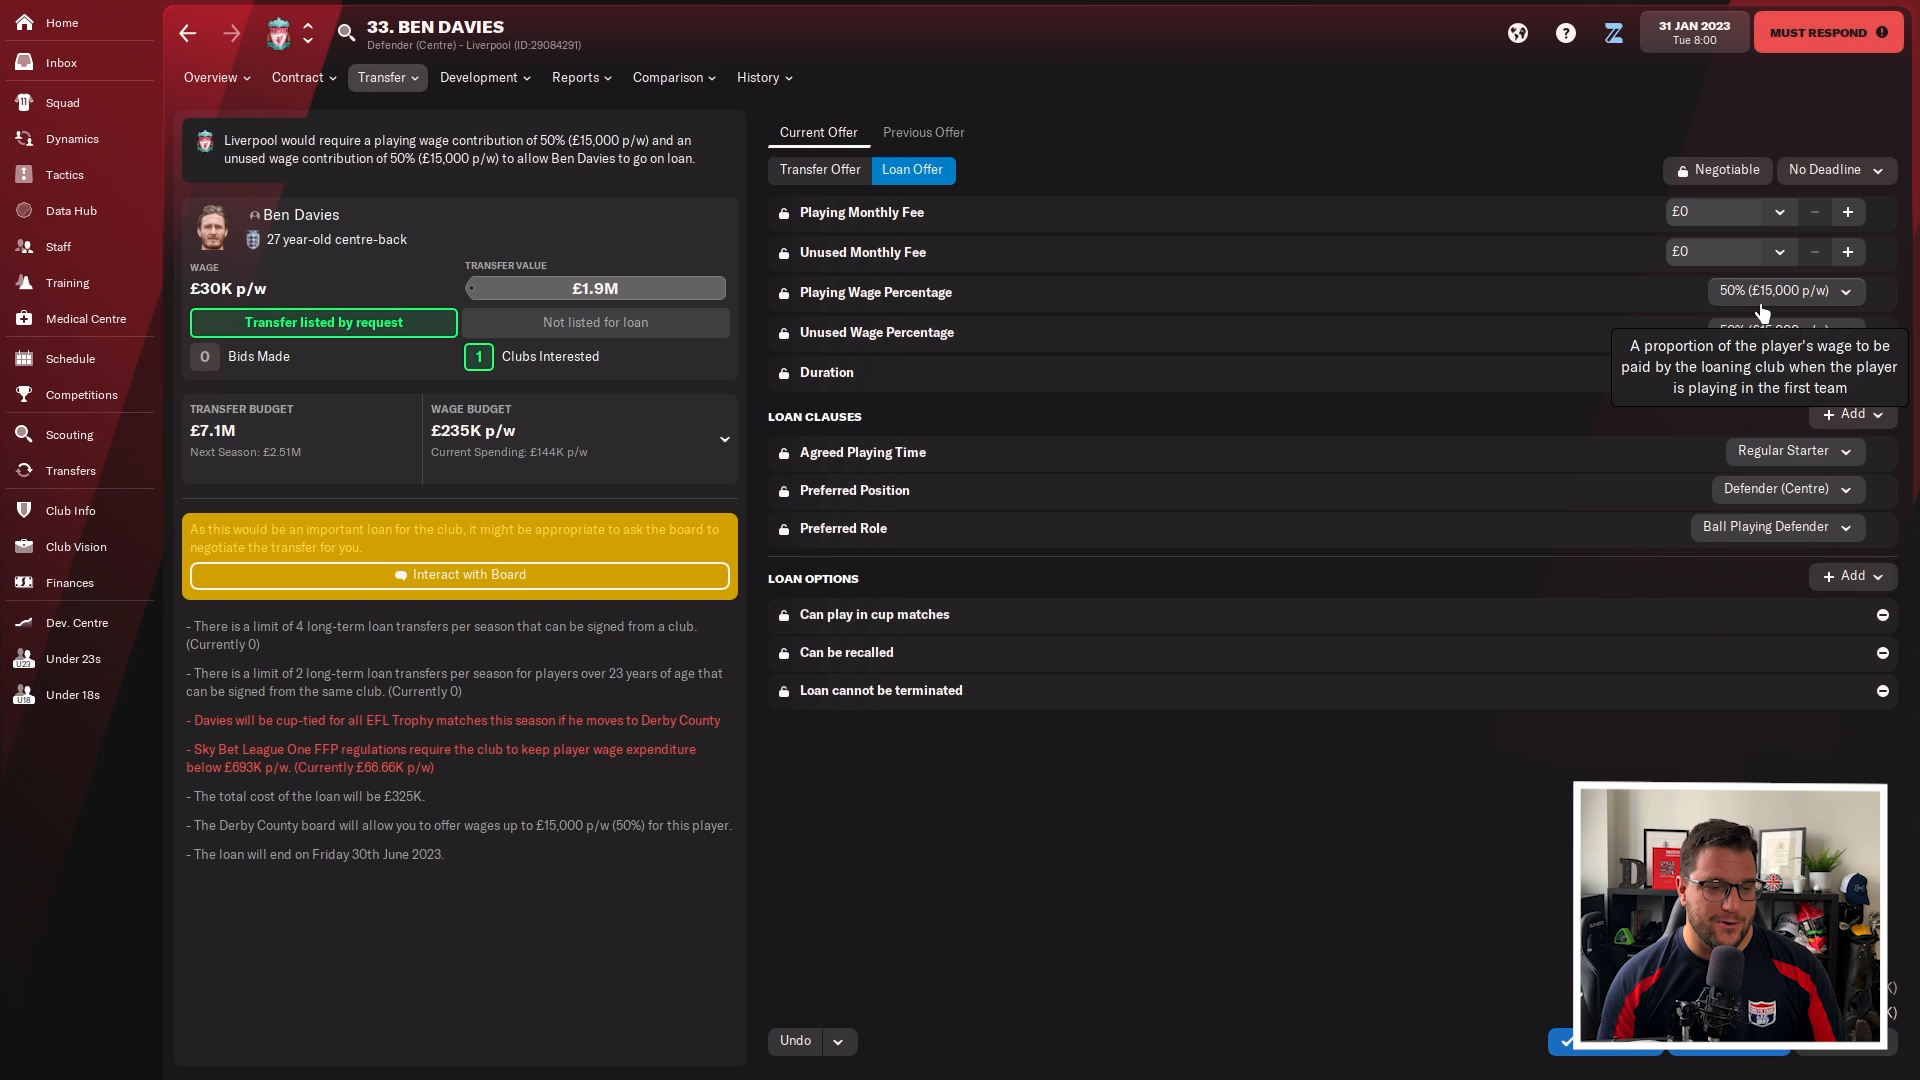 Home
Inbox
Squad
Dynamics
Tactics
Data Hub
Staff
Training
Medical Centre
Schedule
Competitions
Scouting
Transfers
Club Info
Club Vision
Finances
Dev. Centre
Under 23s
Under 18s
33. BEN DAVIES
Defender (Centre) - Liverpool (ID:29084291)
31 JAN 2023
Tue 8:00
MUST RESPOND
Overview
Contract
Transfer
Development
Reports
Comparison
History
Liverpool would require a playing wage contribution of 50% (£15,000 p/w) and an
unused wage contribution of 50% (£15,000 p/w) to allow Ben Davies to go on loan.
Ben Davies
27 year-old centre-back
WAGE
£30K p/w
TRANSFER VALUE
£1.9M
Transfer listed by request
Not listed for loan
0 Bids Made
1 Clubs Interested
TRANSFER BUDGET
£7.1M
Next Season: £2.51M
WAGE BUDGET
£235K p/w
Current Spending: £144K p/w
As this would be an important loan for the club, it might be appropriate to ask the board to
negotiate the transfer for you.
Interact with Board
- There is a limit of 4 long-term loan transfers per season that can be signed from a club.
(Currently 0)
- There is a limit of 2 long-term loan transfers per season for players over 23 years of age that
can be signed from the same club. (Currently 0)
- Davies will be cup-tied for all EFL Trophy matches this season if he moves to Derby County
- Sky Bet League One FFP regulations require the club to keep player wage expenditure
below £693K p/w. (Currently £66.66K p/w)
- The total cost of the loan will be £325K.
- The Derby County board will allow you to offer wages up to £15,000 p/w (50%) for this player.
- The loan will end on Friday 30th June 2023.
Current Offer
Previous Offer
Transfer Offer
Loan Offer
Negotiable
No Deadline
Playing Monthly Fee
£0
Unused Monthly Fee
£0
Playing Wage Percentage
50% (£15,000 p/w)
Unused Wage Percentage
A proportion of the player's wage to be
paid by the loaning club when the player
is playing in the first team
Duration
LOAN CLAUSES
Add
Agreed Playing Time
Regular Starter
Preferred Position
Defender (Centre)
Preferred Role
Ball Playing Defender
LOAN OPTIONS
Add
Can play in cup matches
Can be recalled
Loan cannot be terminated
Undo